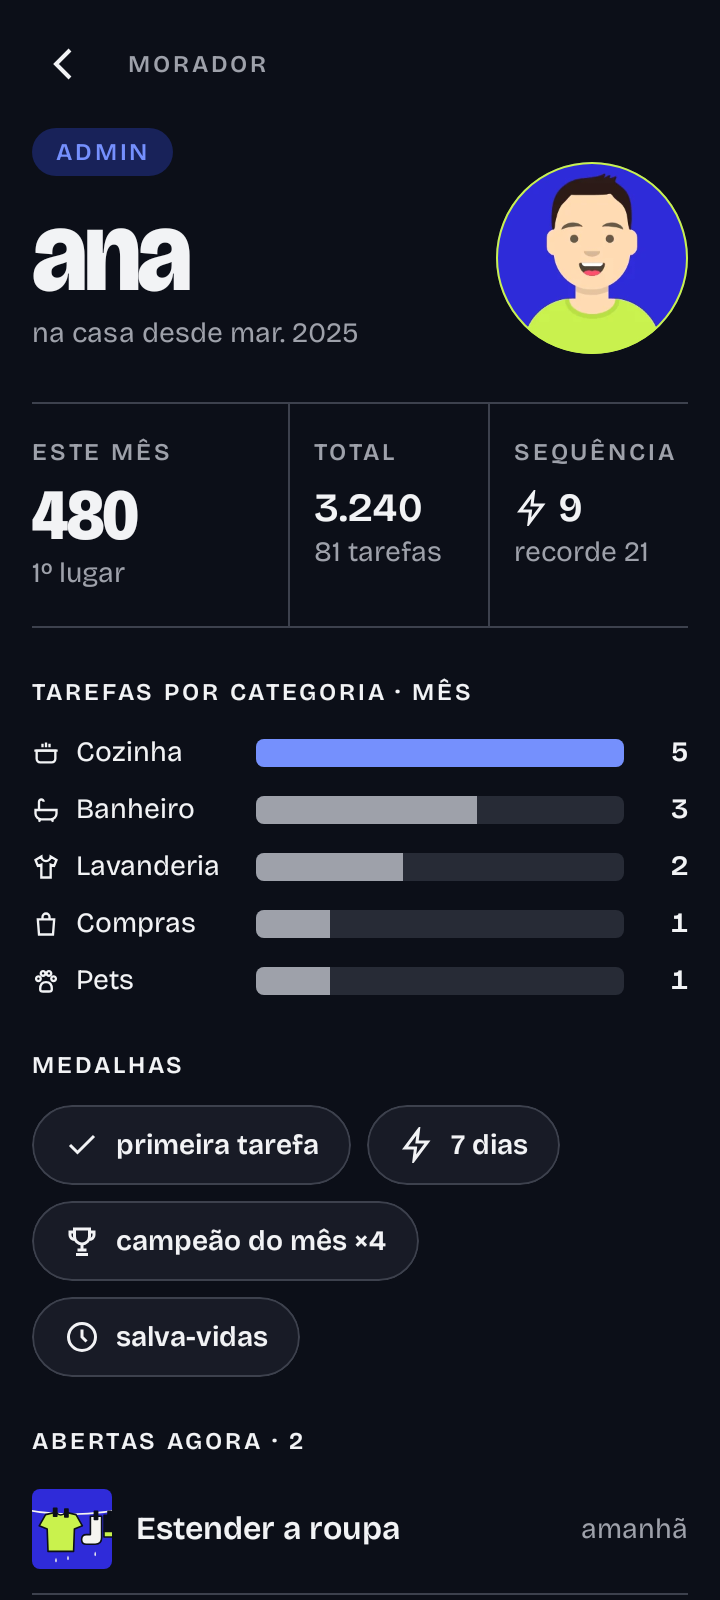 MORADOR
ADMIN
ana
na casa desde mar. 2025
ESTE MÊS
480
1º lugar
TOTAL
3.240
81 tarefas
SEQUÊNCIA
9
recorde 21
TAREFAS POR CATEGORIA · MÊS
Cozinha 5
Banheiro 3
Lavanderia 2
Compras 1
Pets 1
MEDALHAS
primeira tarefa
7 dias
campeão do mês ×4
salva-vidas
ABERTAS AGORA · 2
Estender a roupa amanhã